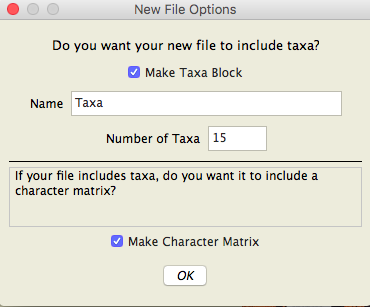 New File Options
Do you want your new file to include taxa?
Make Taxa Block
Name Taxa
Number of Taxa 15
If your file includes taxa, do you want it to include a
character matrix?
Make Character Matrix
OK